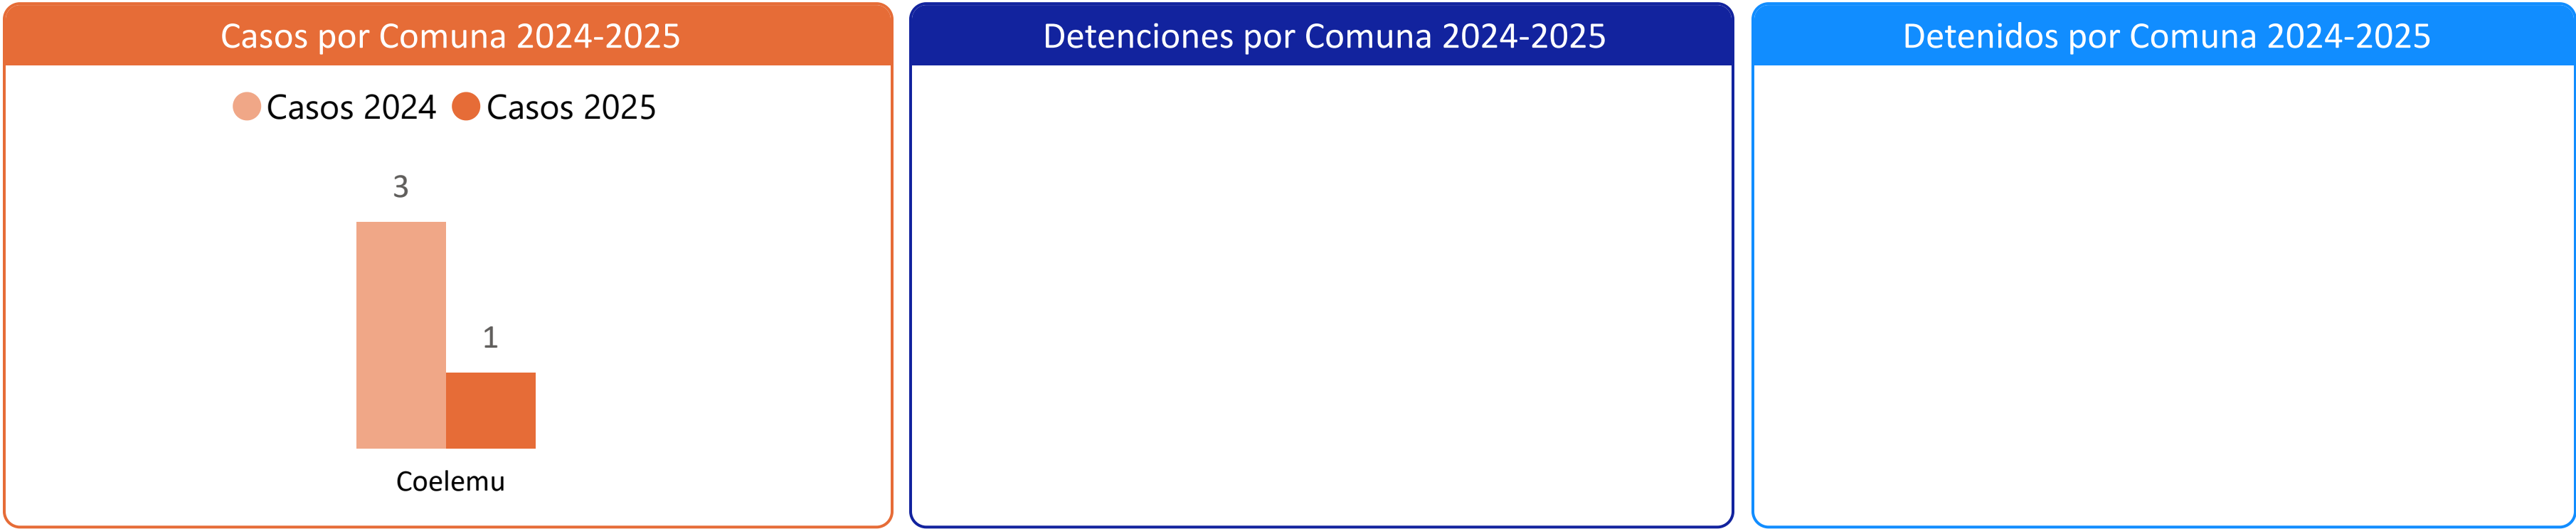 Casos por Comuna 2024-2025
Casos 2024 Casos 2025
3
1
Coelemu
Detenciones por Comuna 2024-2025
Detenidos por Comuna 2024-2025